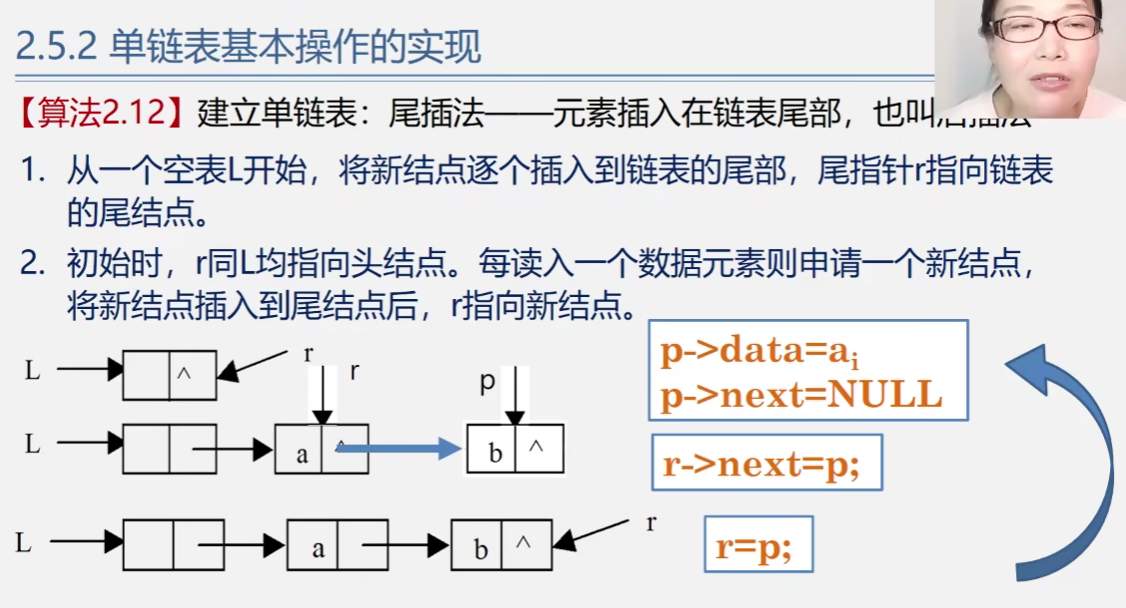 2.5.2 单链表基本操作的实现
【算法2.12】建立单链表：尾插法——元素插入在链表尾部，也叫后插法
1. 从一个空表L开始，将新结点逐个插入到链表的尾部，尾指针r指向链表
的尾结点。
2. 初始时，r同L均指向头结点。每读入一个数据元素则申请一个新结点，
将新结点插入到尾结点后，r指向新结点。
L ^ r
r p
L a ^ b ^
L a b ^ r
p->data=aᵢ
p->next=NULL
r->next=p;
r=p;